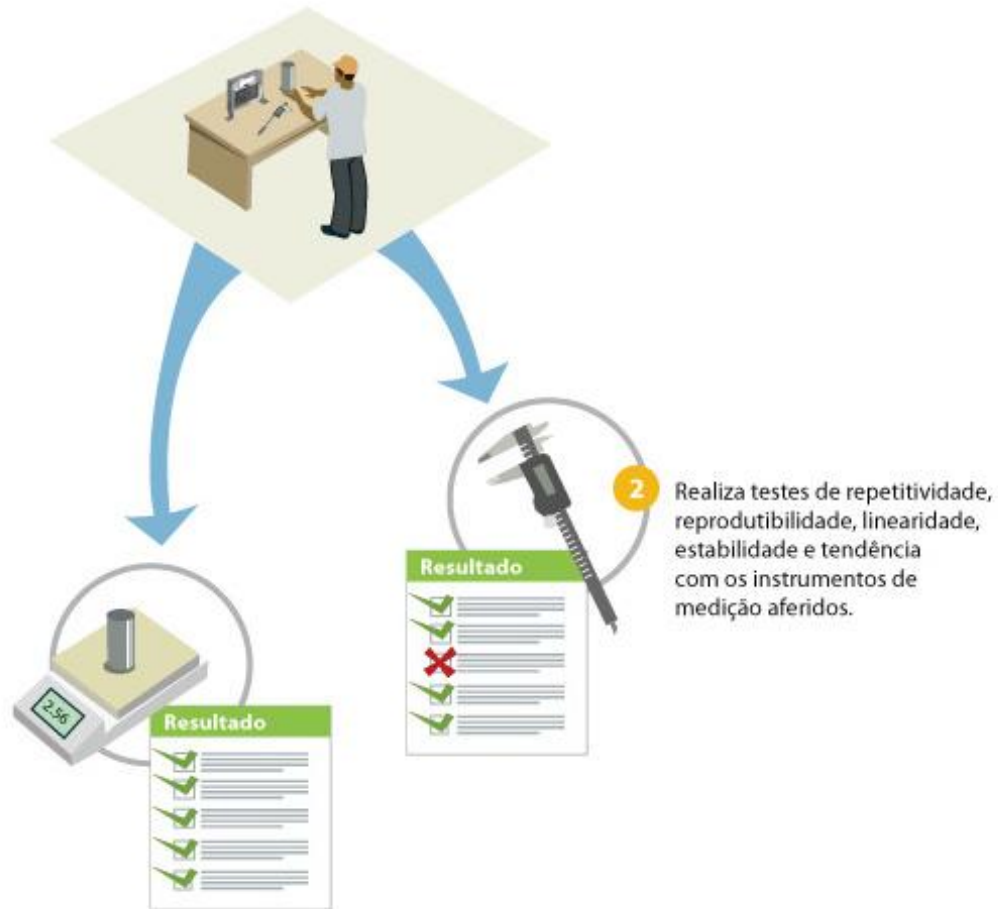 2
Realiza testes de repetitividade,
reprodutibilidade, linearidade,
estabilidade e tendência
com os instrumentos de
medição aferidos.
Resultado
2.56
Resultado